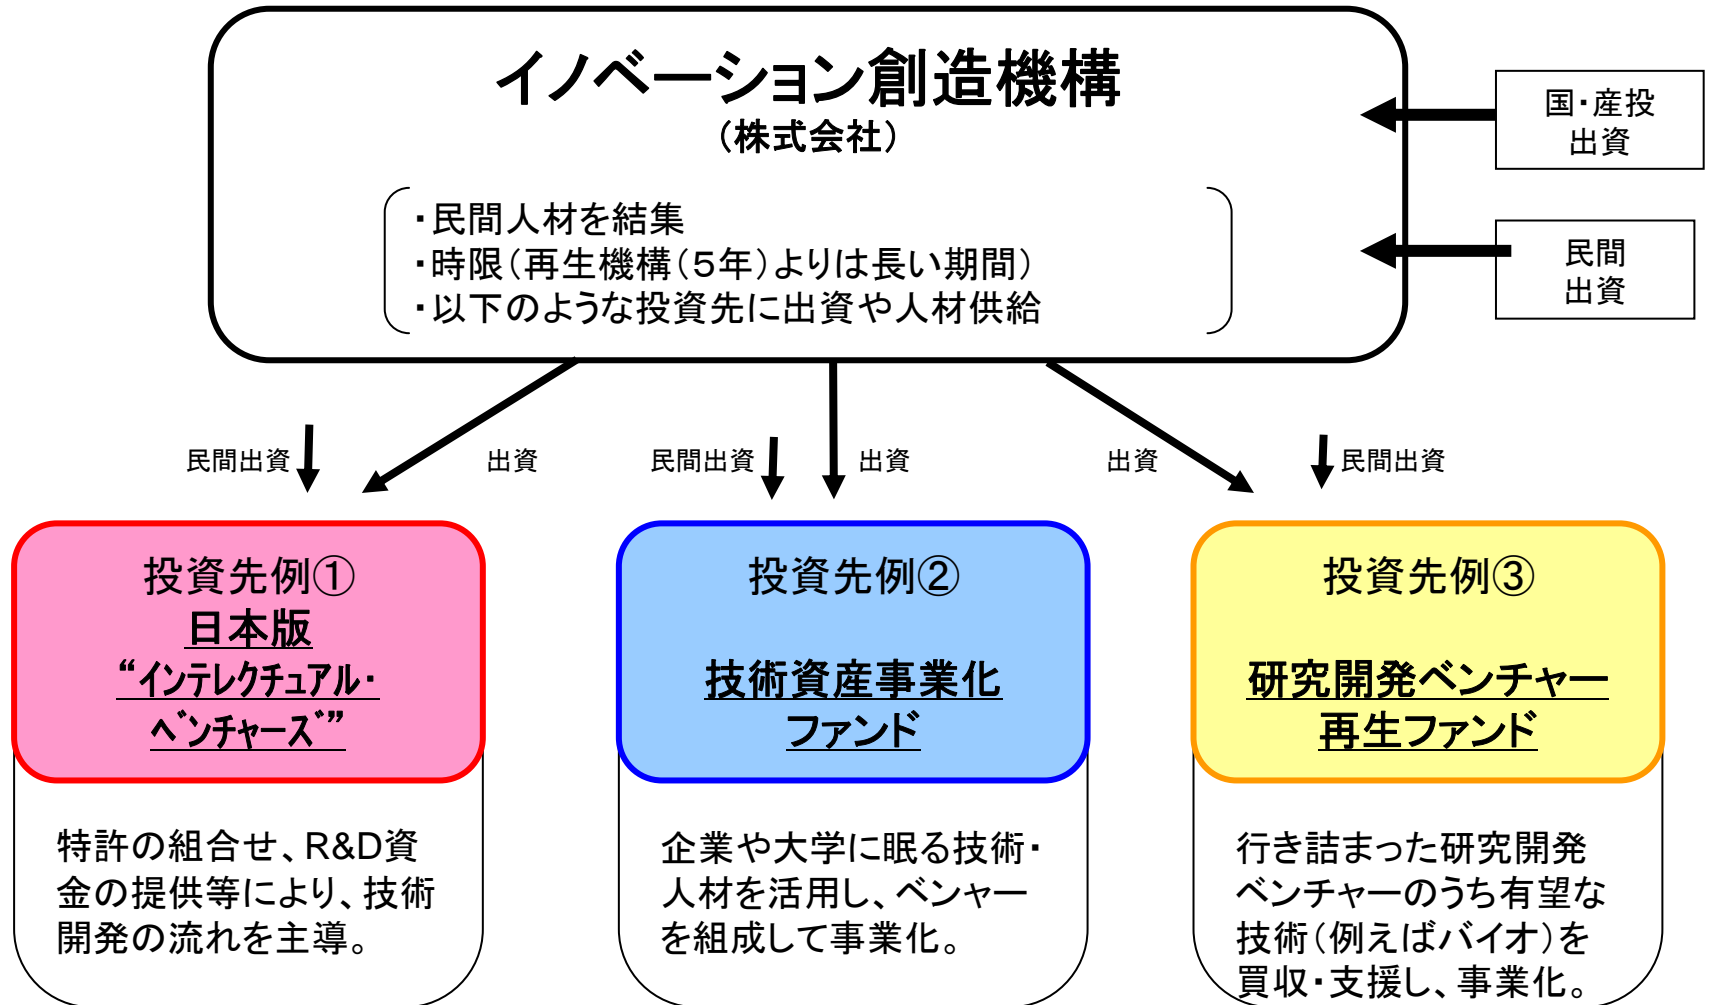 イノベーション創造機構
（株式会社）
国・産投
出資
・民間人材を結集
・時限（再生機構（5年）よりは長い期間）
・以下のような投資先に出資や人材供給
民間
出資
民間出資
出資
民間出資
出資
出資
民間出資
投資先例①
日本版
“インテレクチュアル・
ベンチャーズ”
特許の組合せ、R&D資
金の提供等により、技術
開発の流れを主導。
投資先例②
技術資産事業化
ファンド
企業や大学に眠る技術・
人材を活用し、ベンャー
を組成して事業化。
投資先例③
研究開発ベンチャー
再生ファンド
行き詰まった研究開発
ベンチャーのうち有望な
技術（例えばバイオ）を
買収・支援し、事業化。